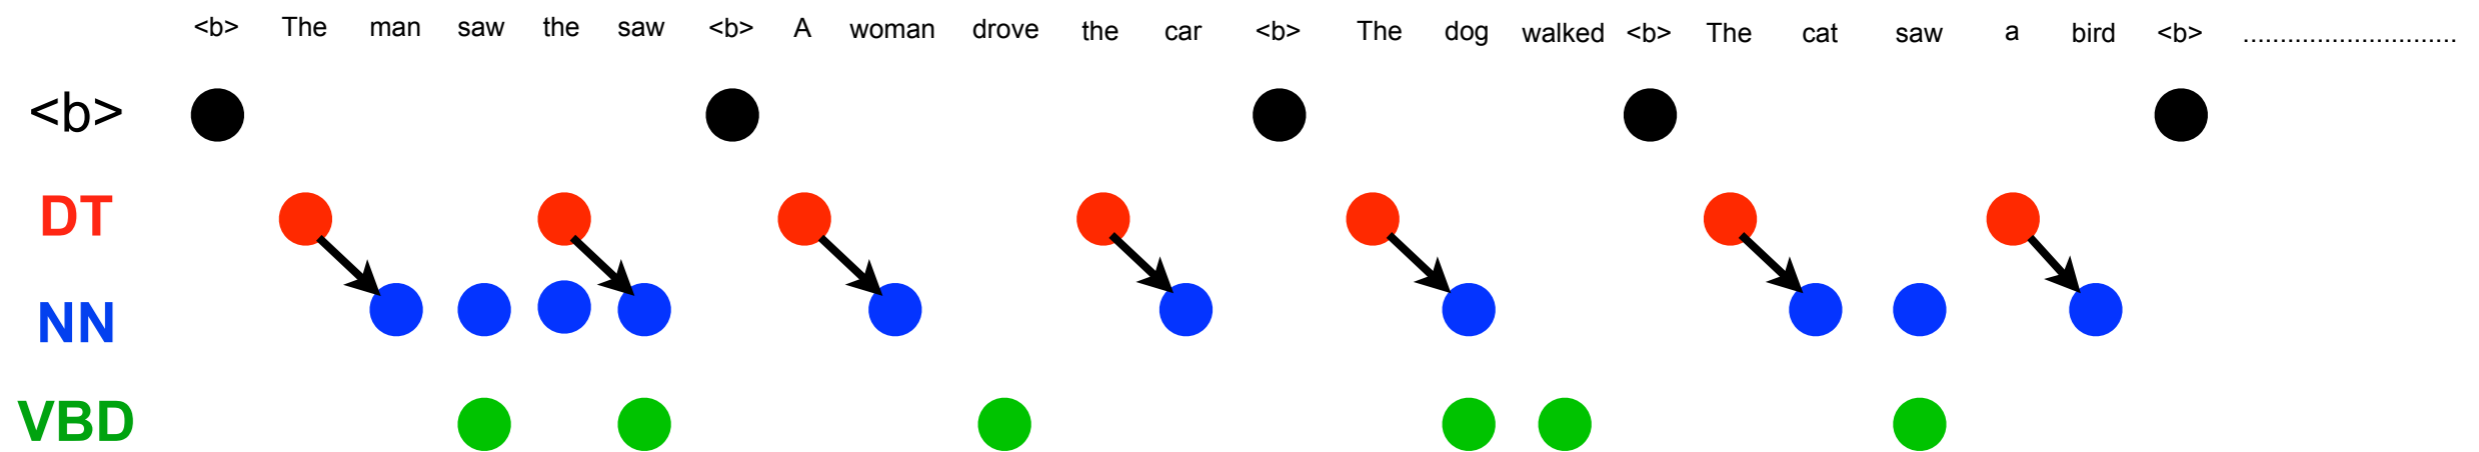 <b> The man saw the saw <b> A woman drove the car <b> The dog walked <b> The cat saw a bird <b> .............................
<b>
DT
NN
VBD